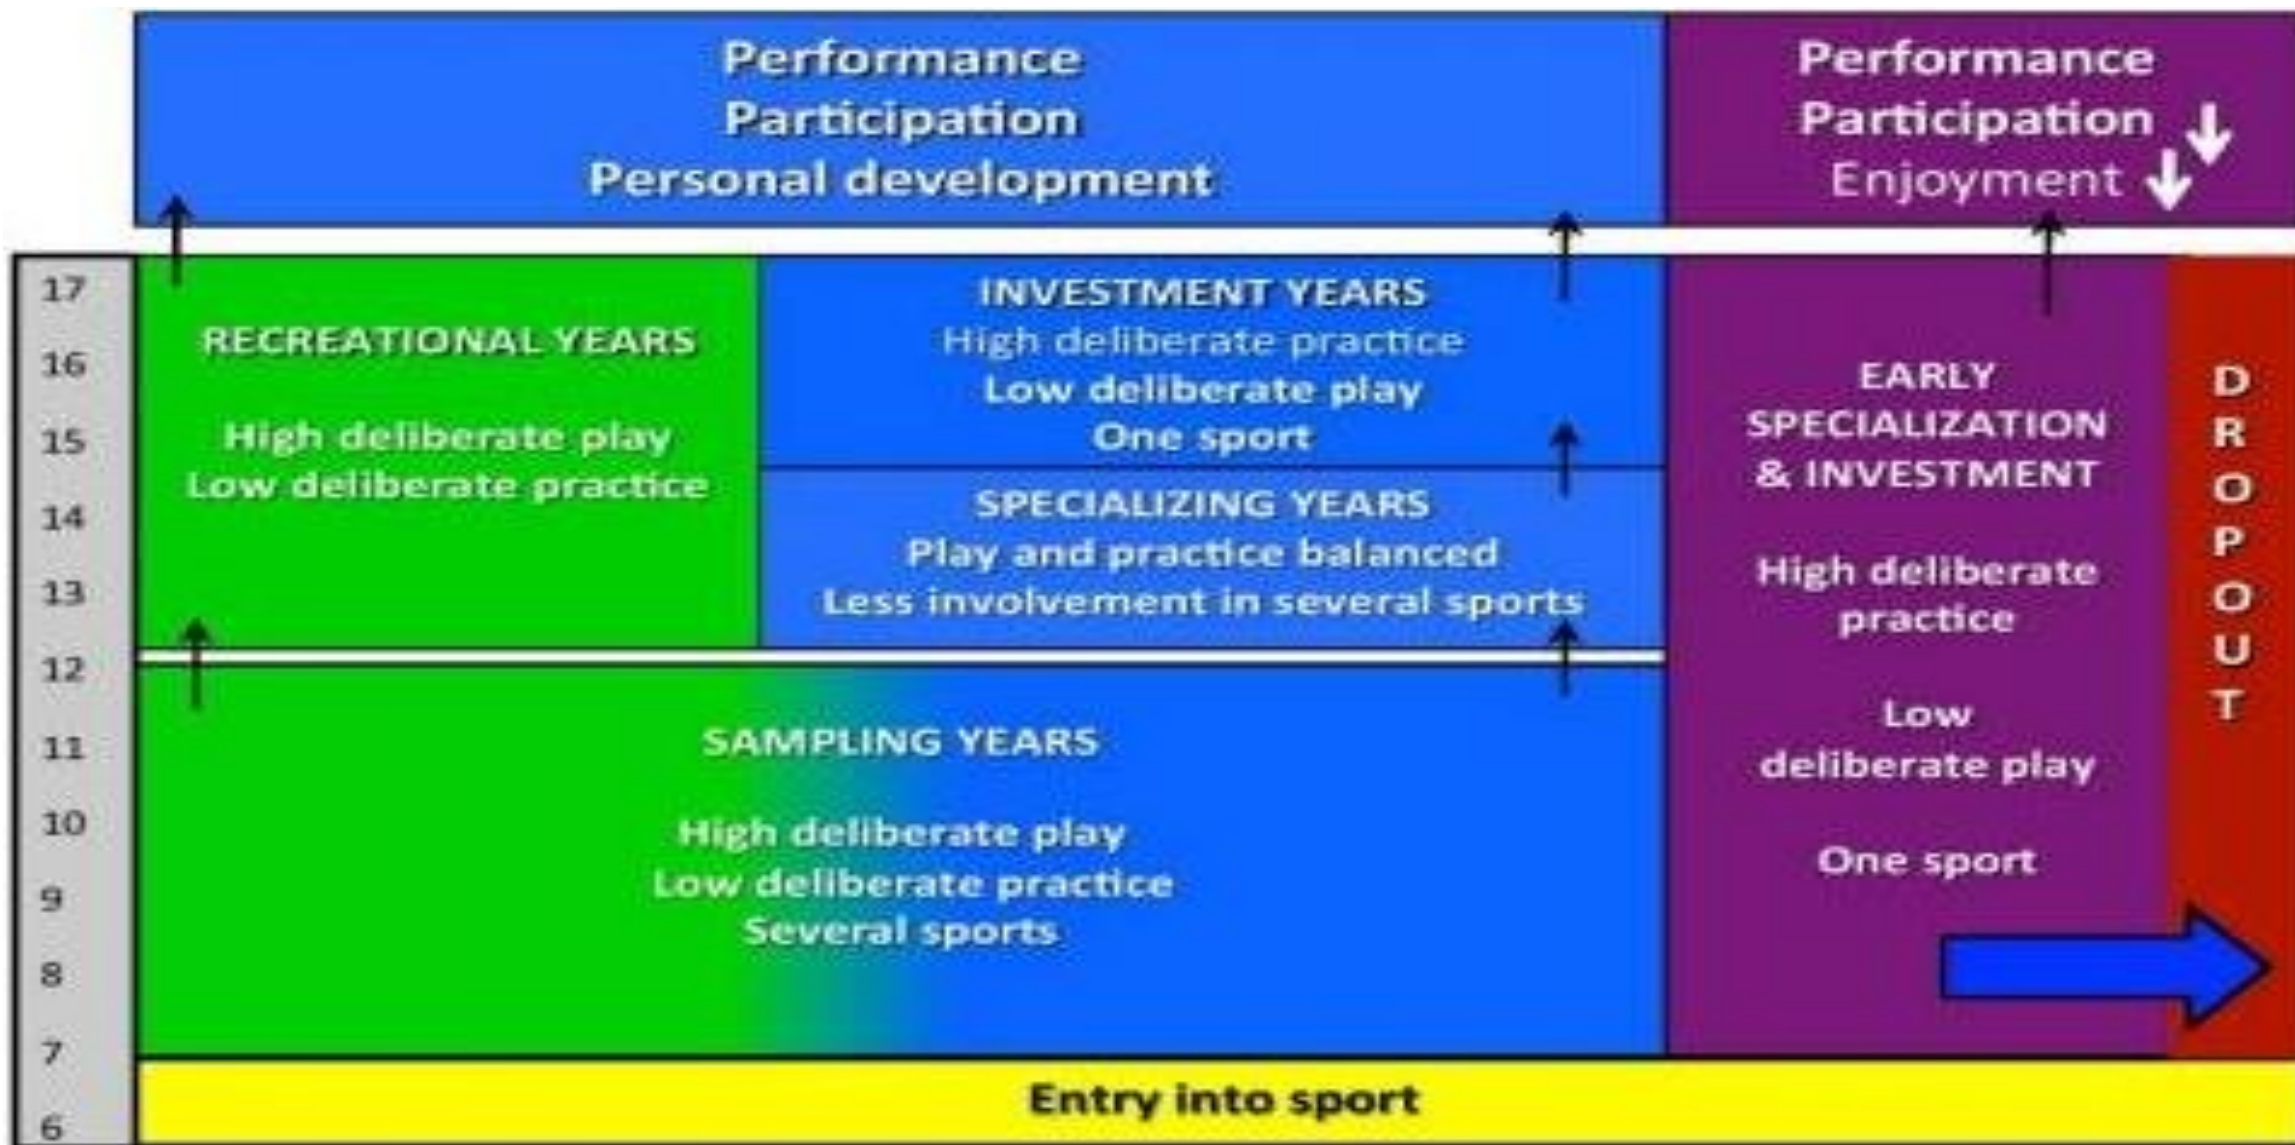 Performance
Participation
Personal development
Performance
Participation
Enjoyment
17
16
15
14
13
12
11
10
9
8
7
6
RECREATIONAL YEARS
High deliberate play
Low deliberate practice
INVESTMENT YEARS
High deliberate practice
Low deliberate play
One sport
SPECIALIZING YEARS
Play and practice balanced
Less involvement in several sports
SAMPLING YEARS
High deliberate play
Low deliberate practice
Several sports
EARLY
SPECIALIZATION
& INVESTMENT
High deliberate
practice
Low
deliberate play
One sport
DROPOUT
Entry into sport